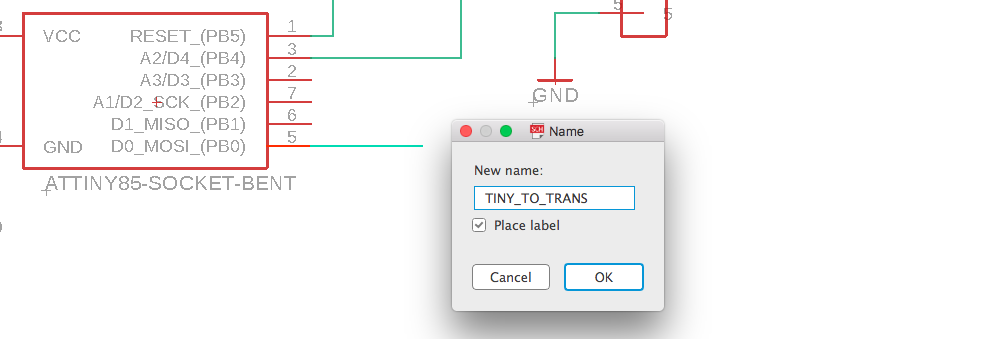 5
5
VCC
RESET_(PB5)
1
A2/D4_(PB4)
3
A3/D3_(PB3)
2
A1/D2_SCK_(PB2)
7
D1_MISO_(PB1)
6
GND
D0_MOSI_(PB0)
5
ATTINY85-SOCKET-BENT
GND
SCH
Name
New name:
TINY_TO_TRANS
Place label
Cancel
OK